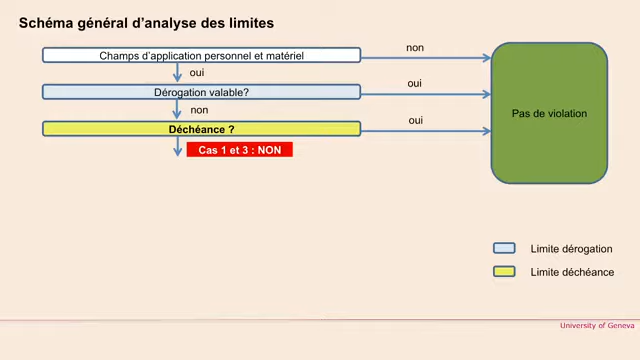 Schéma général d'analyse des limites
Champs d'application personnel et matériel
non
oui
Dérogation valable?
oui
non
Déchéance ?
oui
Cas 1 et 3 : NON
Pas de violation
Limite dérogation
Limite déchéance
University of Geneva